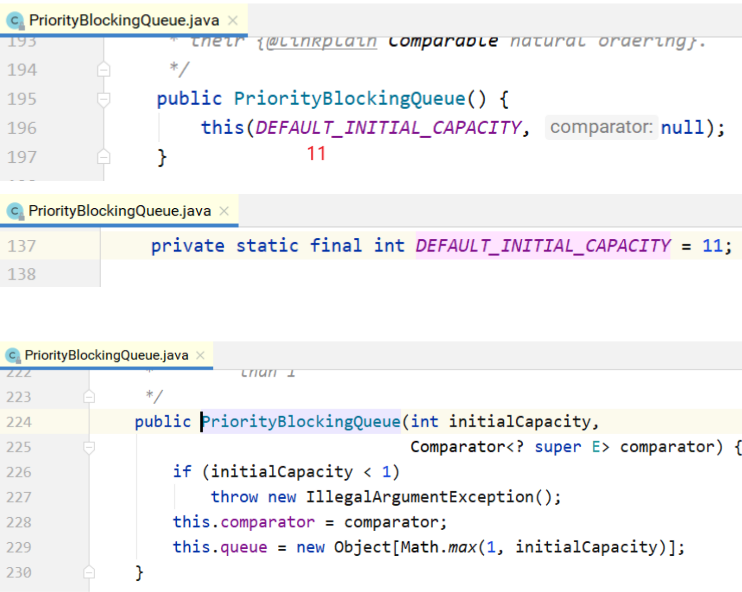 PriorityBlockingQueue.java ×
193 * their {@linkplain Comparable natural ordering}.
194 */
195 public PriorityBlockingQueue() {
196 this(DEFAULT_INITIAL_CAPACITY, comparator: null);
197 }
11
PriorityBlockingQueue.java ×
137 private static final int DEFAULT_INITIAL_CAPACITY = 11;
138
PriorityBlockingQueue.java ×
222 * than 1
223 */
224 public PriorityBlockingQueue(int initialCapacity,
225 Comparator<? super E> comparator) {
226 if (initialCapacity < 1)
227 throw new IllegalArgumentException();
228 this.comparator = comparator;
229 this.queue = new Object[Math.max(1, initialCapacity)];
230 }